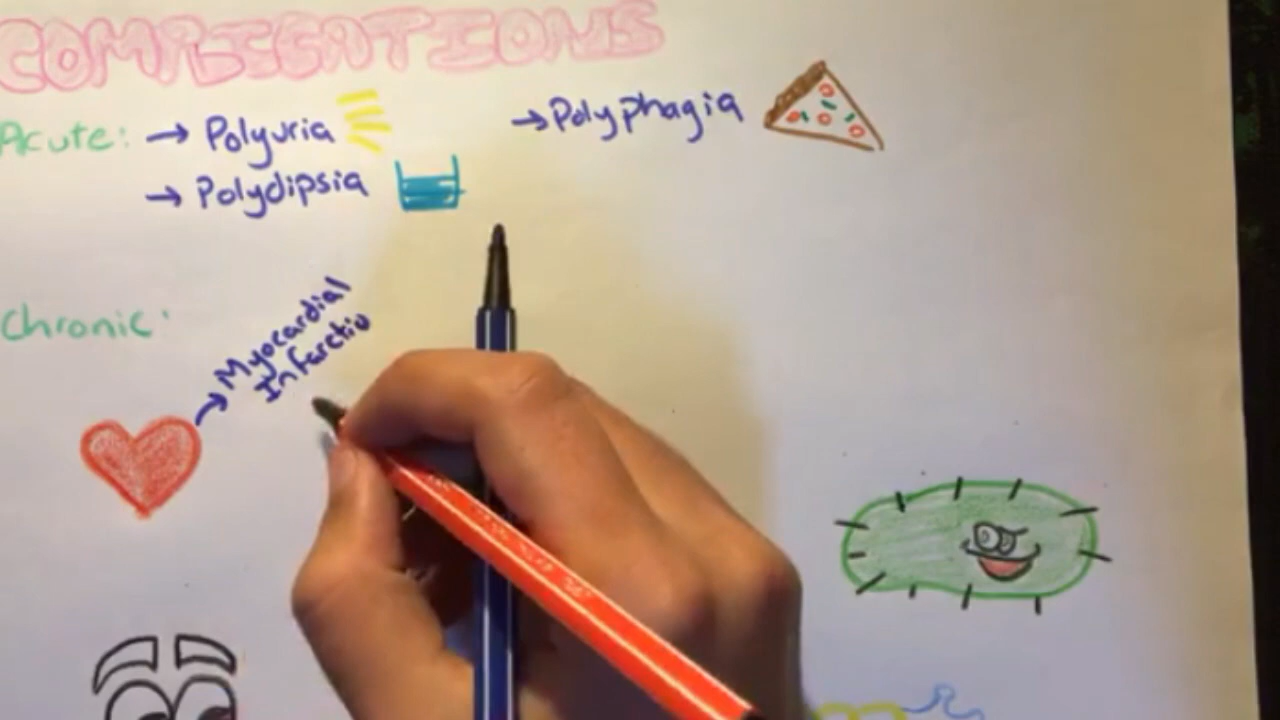 COMPLICATIONS
Acute: → Polyuria
→ Polyphagia
→ Polydipsia
Chronic:
→ Myocardial
Infarctio